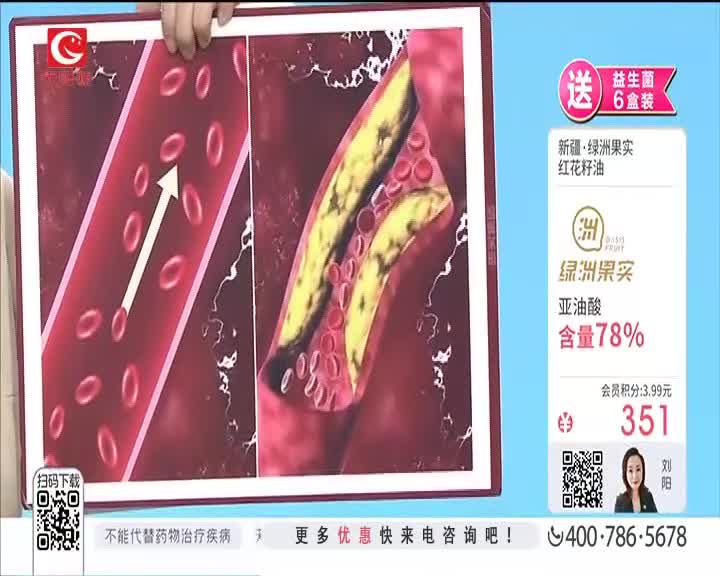 送
益生菌
6盒装
新疆·绿洲果实
红花籽油
洲
OASIS
FRUIT
绿洲果实
亚油酸
含量78%
会员积分:3.99元
351
刘阳
扫码下载
不能代替药物治疗疾病
更多优惠快来电咨询吧！
400-786-5678